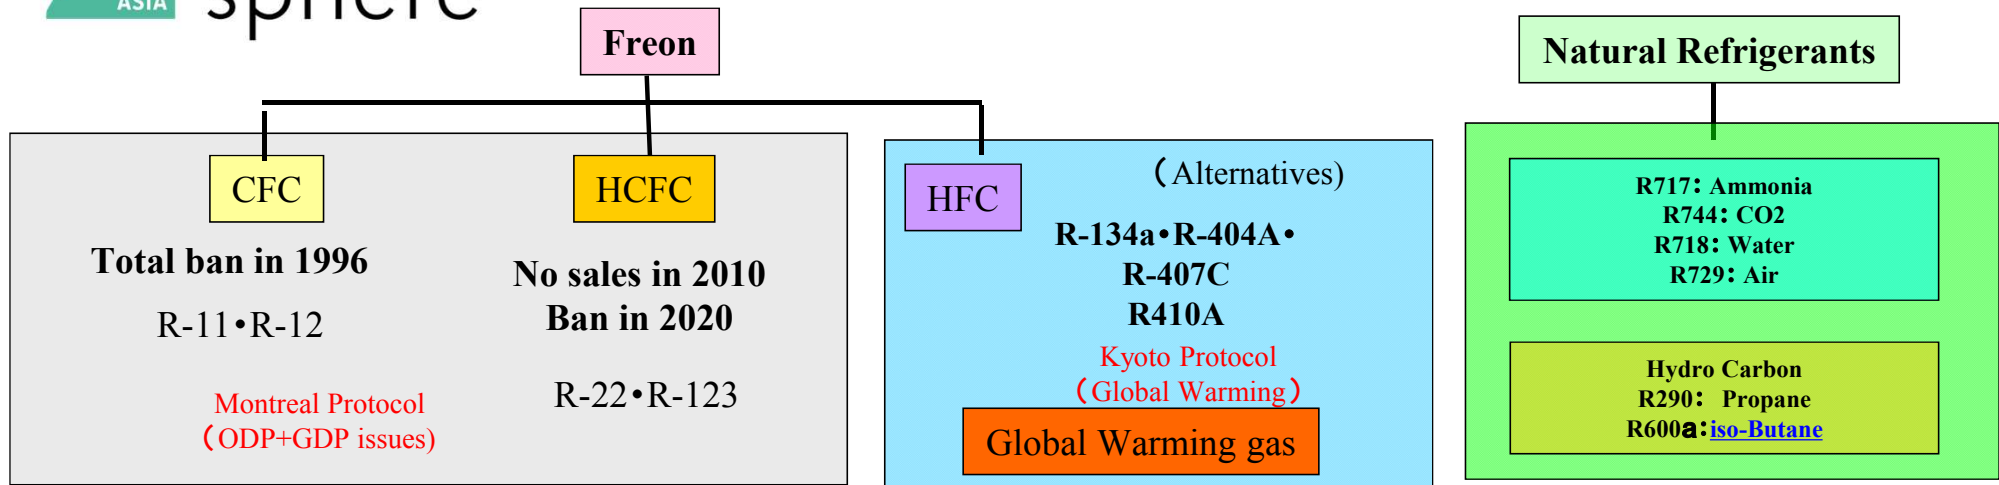 ASIA sphere
Freon
Natural Refrigerants
CFC
HCFC
Total ban in 1996
R-11•R-12
No sales in 2010
Ban in 2020
R-22•R-123
Montreal Protocol
(ODP+GDP issues)
HFC
(Alternatives)
R-134a•R-404A•
R-407C
R410A
Kyoto Protocol
(Global Warming)
Global Warming gas
R717: Ammonia
R744: CO2
R718: Water
R729: Air
Hydro Carbon
R290: Propane
R600a:iso-Butane